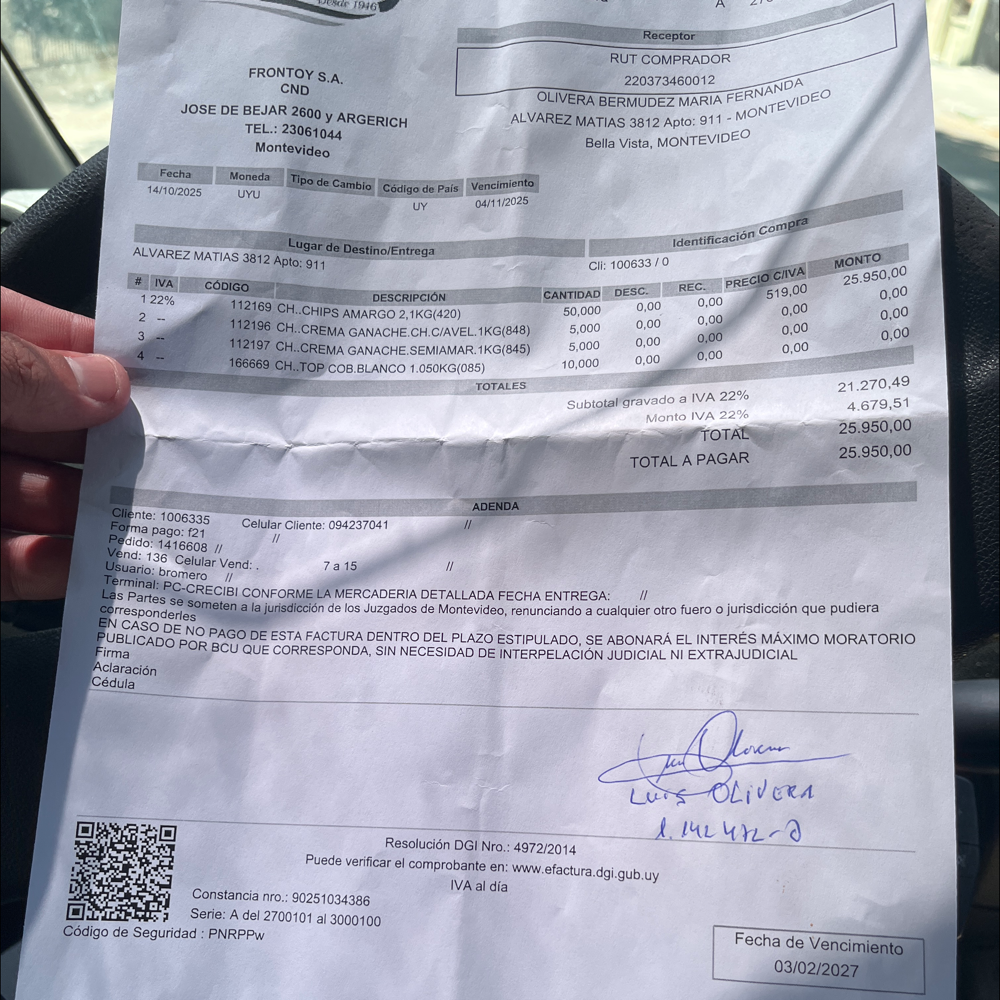 Desde 1946
A
Receptor
RUT COMPRADOR
220373460012
OLIVERA BERMUDEZ MARIA FERNANDA
ALVAREZ MATIAS 3812 Apto: 911 - MONTEVIDEO
Bella Vista, MONTEVIDEO
FRONTOY S.A.
CND
JOSE DE BEJAR 2600 y ARGERICH
TEL.: 23061044
Montevideo
Fecha Moneda Tipo de Cambio Código de País Vencimiento
14/10/2025 UYU UY 04/11/2025
Lugar de Destino/Entrega Identificación Compra
ALVAREZ MATIAS 3812 Apto: 911 Cli: 100633 / 0
# IVA CÓDIGO DESCRIPCIÓN CANTIDAD DESC. REC. PRECIO C/IVA MONTO
1 22% 112169 CH..CHIPS AMARGO 2,1KG(420) 50,000 0,00 0,00 519,00 25.950,00
2 -- 112196 CH..CREMA GANACHE.CH.C/AVEL.1KG(848) 5,000 0,00 0,00 0,00 0,00
3 -- 112197 CH..CREMA GANACHE.SEMIAMAR.1KG(845) 5,000 0,00 0,00 0,00 0,00
4 -- 166669 CH..TOP COB.BLANCO 1.050KG(085) 10,000 0,00 0,00 0,00 0,00
TOTALES
Subtotal gravado a IVA 22% 21.270,49
Monto IVA 22% 4.679,51
TOTAL 25.950,00
TOTAL A PAGAR 25.950,00
ADENDA
Cliente: 1006335 Celular Cliente: 094237041 //
Forma pago: f21 //
Pedido: 1416608 //
Vend: 136 Celular Vend: . 7 a 15 //
Usuario: bromero //
Terminal: PC-CRECIBI CONFORME LA MERCADERIA DETALLADA FECHA ENTREGA: //
Las Partes se someten a la jurisdicción de los Juzgados de Montevideo, renunciando a cualquier otro fuero o jurisdicción que pudiera
corresponderles
EN CASO DE NO PAGO DE ESTA FACTURA DENTRO DEL PLAZO ESTIPULADO, SE ABONARÁ EL INTERÉS MÁXIMO MORATORIO
PUBLICADO POR BCU QUE CORRESPONDA, SIN NECESIDAD DE INTERPELACIÓN JUDICIAL NI EXTRAJUDICIAL
Firma
Aclaración
Cédula
LUIS OLIVERA
Resolución DGI Nro.: 4972/2014
Puede verificar el comprobante en: www.efactura.dgi.gub.uy
IVA al día
Constancia nro.: 90251034386
Serie: A del 2700101 al 3000100
Código de Seguridad : PNRPPw
Fecha de Vencimiento
03/02/2027